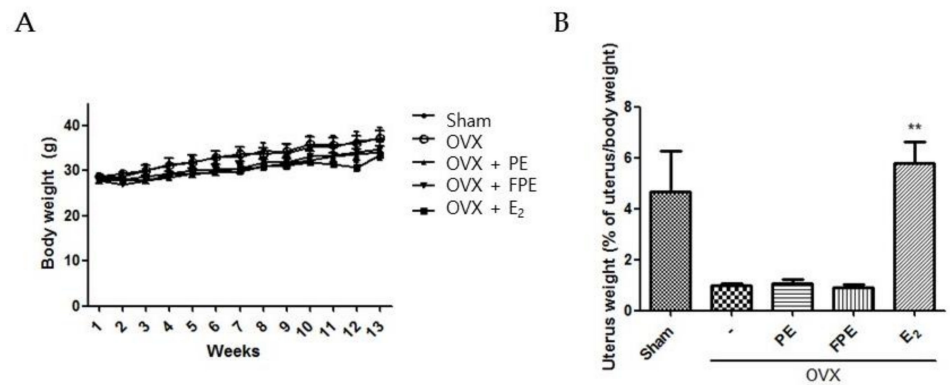 A
Body weight (g)
40
30
20
10
0
1 2 3 4 5 6 7 8 9 10 11 12 13
Weeks
Sham
OVX
OVX + PE
OVX + FPE
OVX + E₂
B
Uterus weight (% of uterus/body weight)
8
6
4
2
0
**
Sham - PE FPE E₂
OVX